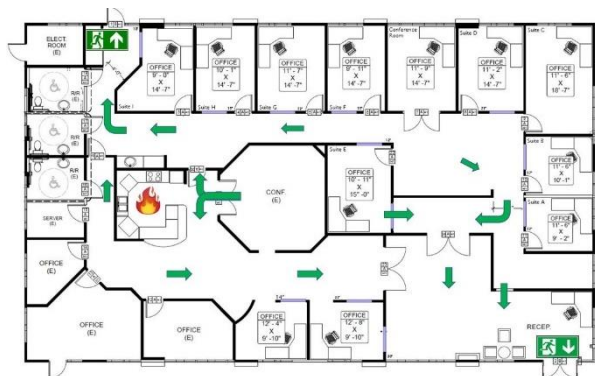 ELECT.
ROOM
(E)
OFFICE
9'-0"
X
14'-7"
Suite I
OFFICE
10'-1"
X
14'-7"
Suite H
OFFICE
11'-7"
X
14'-7"
Suite G
OFFICE
9'-11"
X
14'-7"
Suite F
Conference
Room
OFFICE
11'-9"
X
14'-7"
Suite D
OFFICE
11'-2"
X
14'-7"
Suite C
OFFICE
11'-6"
X
18'-7"
R/R
(E)
R/R
(E)
R/R
(E)
SERVER
(E)
CONF.
(E)
Suite E
OFFICE
10'-11"
X
15'-0"
Suite B
OFFICE
11'-6"
X
10'-1"
Suite A
OFFICE
11'-6"
X
9'-2"
OFFICE
(E)
OFFICE
(E)
OFFICE
(E)
OFFICE
12'-4"
X
9'-10"
OFFICE
12'-8"
X
9'-10"
RECEP.